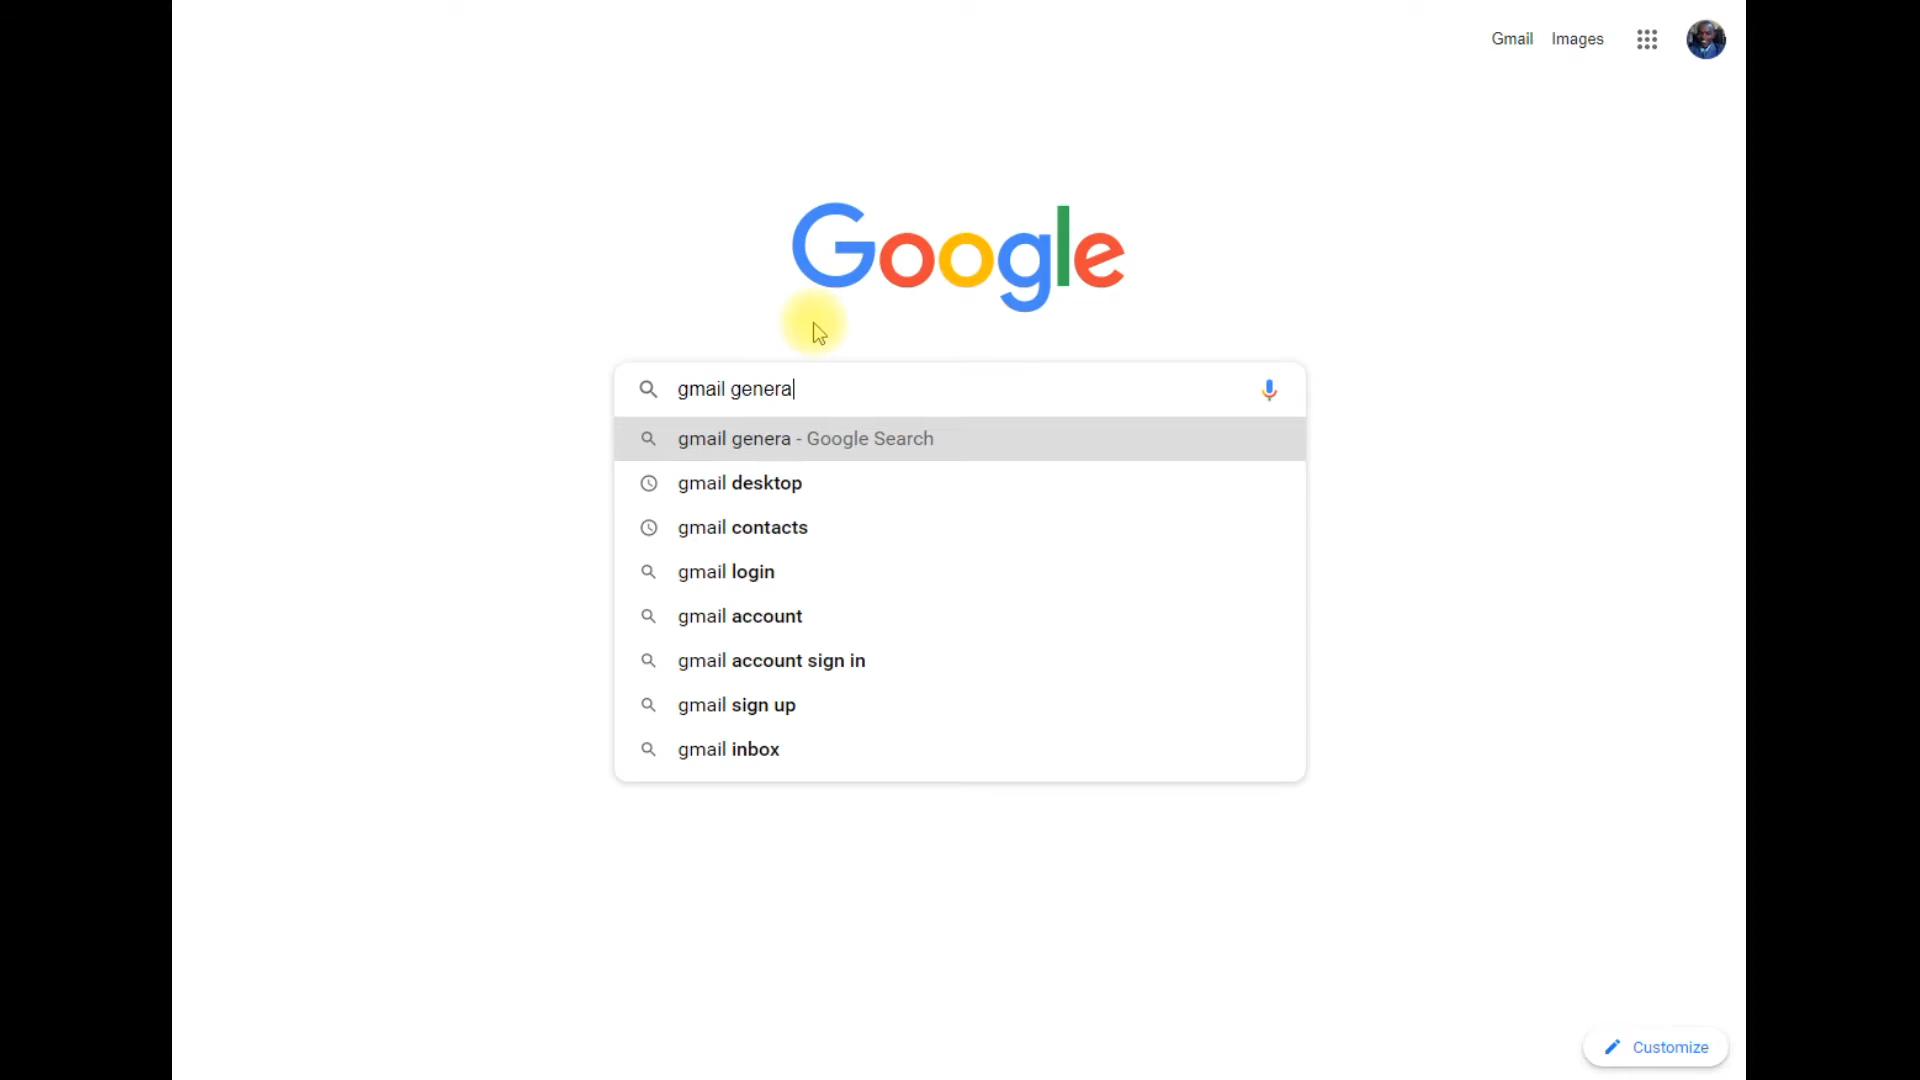 Gmail Images
Google
gmail genera
gmail genera - Google Search
gmail desktop
gmail contacts
gmail login
gmail account
gmail account sign in
gmail sign up
gmail inbox
Customize